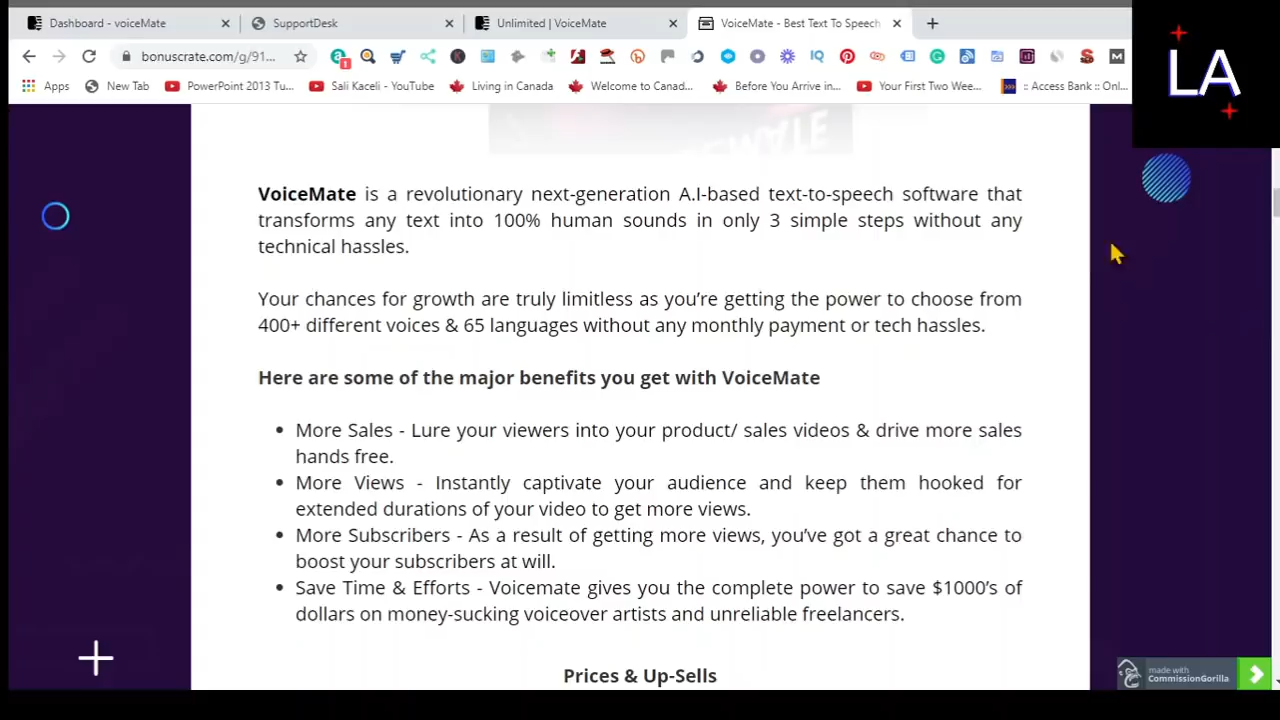 Dashboard - voiceMate
SupportDesk
Unlimited | VoiceMate
VoiceMate - Best Text To Speech
bonuscrate.com/g/91...
Apps
New Tab
PowerPoint 2013 Tu...
Sali Kaceli - YouTube
Living in Canada
Welcome to Canad...
Before You Arrive in...
Your First Two Wee...
:: Access Bank :: Onl...
LA
VoiceMate is a revolutionary next-generation A.I-based text-to-speech software that
transforms any text into 100% human sounds in only 3 simple steps without any
technical hassles.
Your chances for growth are truly limitless as you’re getting the power to choose from
400+ different voices & 65 languages without any monthly payment or tech hassles.
Here are some of the major benefits you get with VoiceMate
More Sales - Lure your viewers into your product/ sales videos & drive more sales
hands free.
More Views - Instantly captivate your audience and keep them hooked for
extended durations of your video to get more views.
More Subscribers - As a result of getting more views, you’ve got a great chance to
boost your subscribers at will.
Save Time & Efforts - Voicemate gives you the complete power to save $1000’s of
dollars on money-sucking voiceover artists and unreliable freelancers.
Prices & Up-Sells
made with
CommissionGorilla